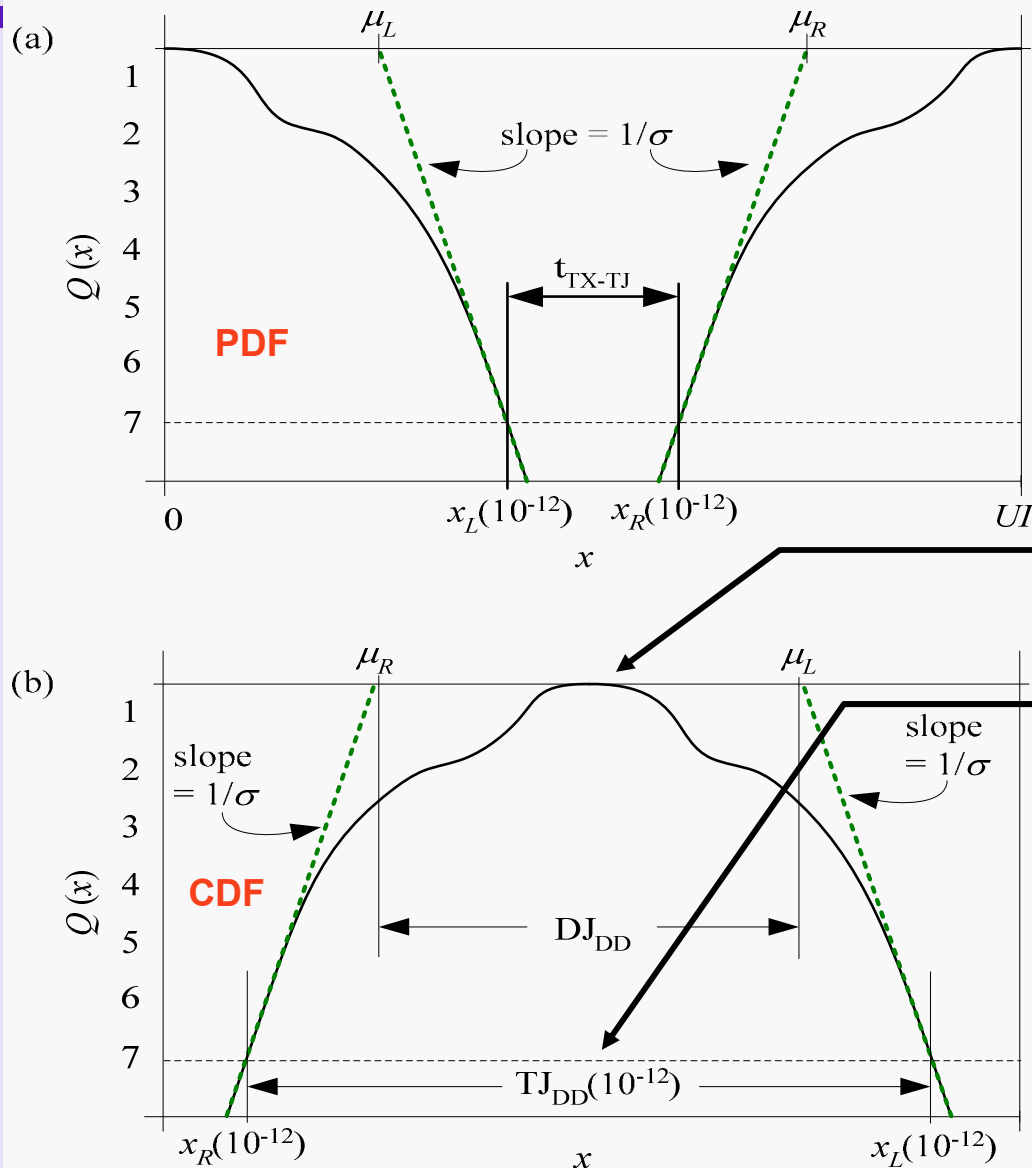 (a)
μL
μR
1
2
3
4
5
6
7
Q(x)
slope = 1/σ
tTX-TJ
PDF
0
xL(10-12)
xR(10-12)
UI
x
(b)
μR
μL
1
2
3
4
5
6
7
Q(x)
slope
= 1/σ
slope
= 1/σ
CDF
DJDD
TJDD(10-12)
xR(10-12)
xL(10-12)
x